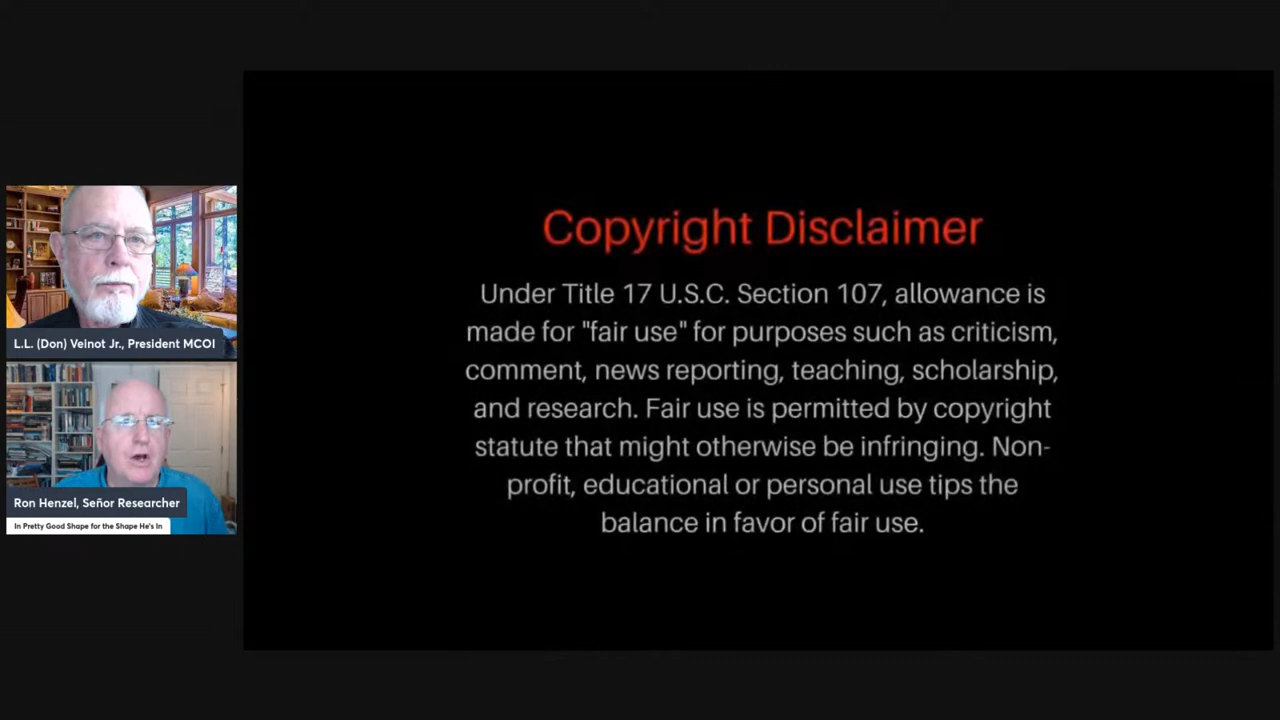 L.L. (Don) Veinot Jr., President MCOI
Ron Henzel, Señor Researcher
In Pretty Good Shape for the Shape He's In
Copyright Disclaimer
Under Title 17 U.S.C. Section 107, allowance is
made for "fair use" for purposes such as criticism,
comment, news reporting, teaching, scholarship,
and research. Fair use is permitted by copyright
statute that might otherwise be infringing. Non-
profit, educational or personal use tips the
balance in favor of fair use.